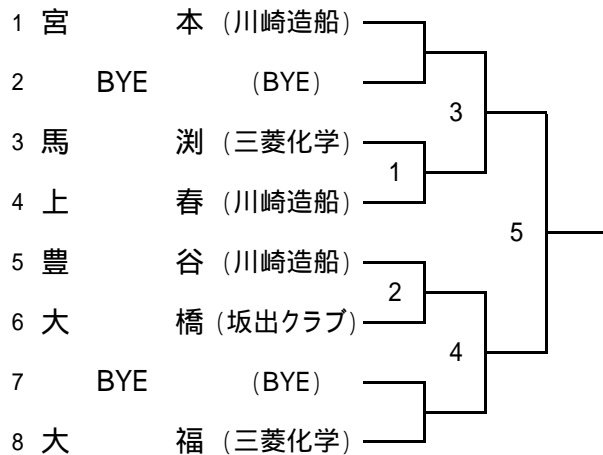 1 宮 本 (川崎造船)
2 BYE (BYE)
3
3 馬 渕 (三菱化学)
1
4 上 春 (川崎造船)
5
5 豊 谷 (川崎造船)
2
6 大 橋 (坂出クラブ)
4
7 BYE (BYE)
8 大 福 (三菱化学)